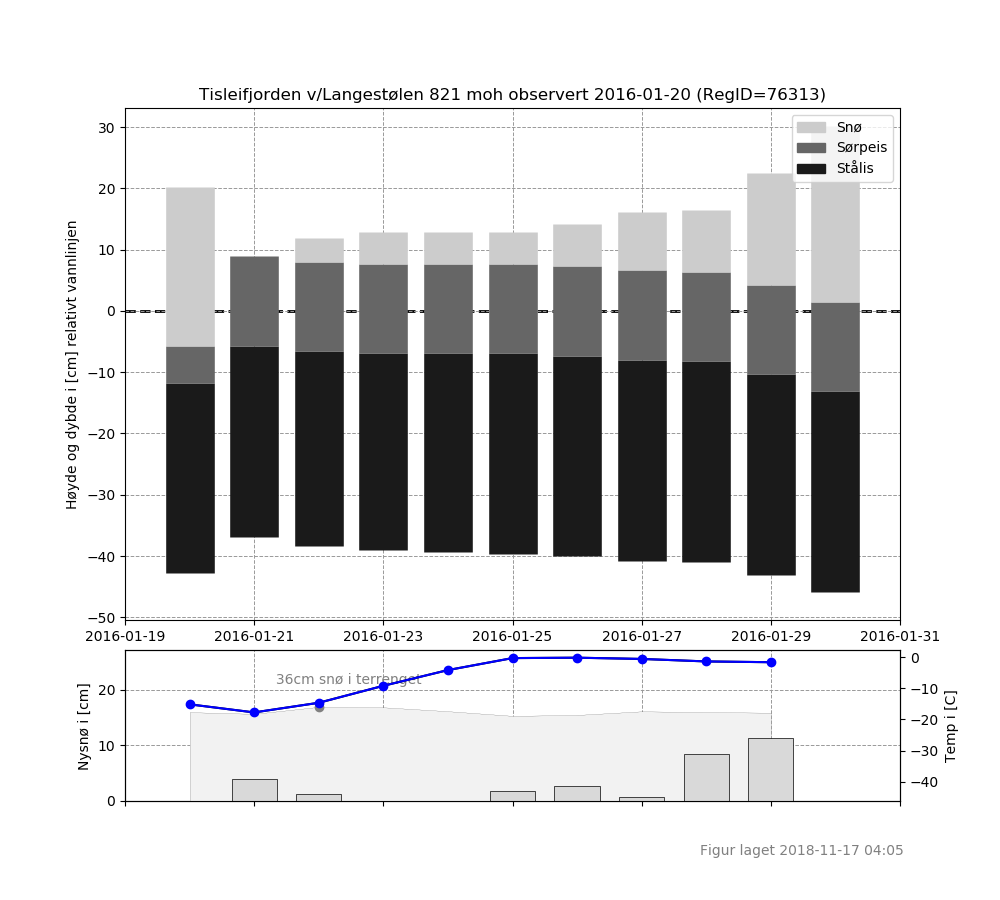 Tisleifjorden v/Langestølen 821 moh observert 2016-01-20 (RegID=76313)
Høyde og dybde i [cm] relativt vannlinjen
30
20
10
0
−10
−20
−30
−40
−50
Snø
Sørpeis
Stålis
2016-01-19 2016-01-21 2016-01-23 2016-01-25 2016-01-27 2016-01-29 2016-01-31
Nysnø i [cm]
20
10
0
36cm snø i terrenget
0
−10
−20
−30
−40
Temp i [C]
Figur laget 2018-11-17 04:05